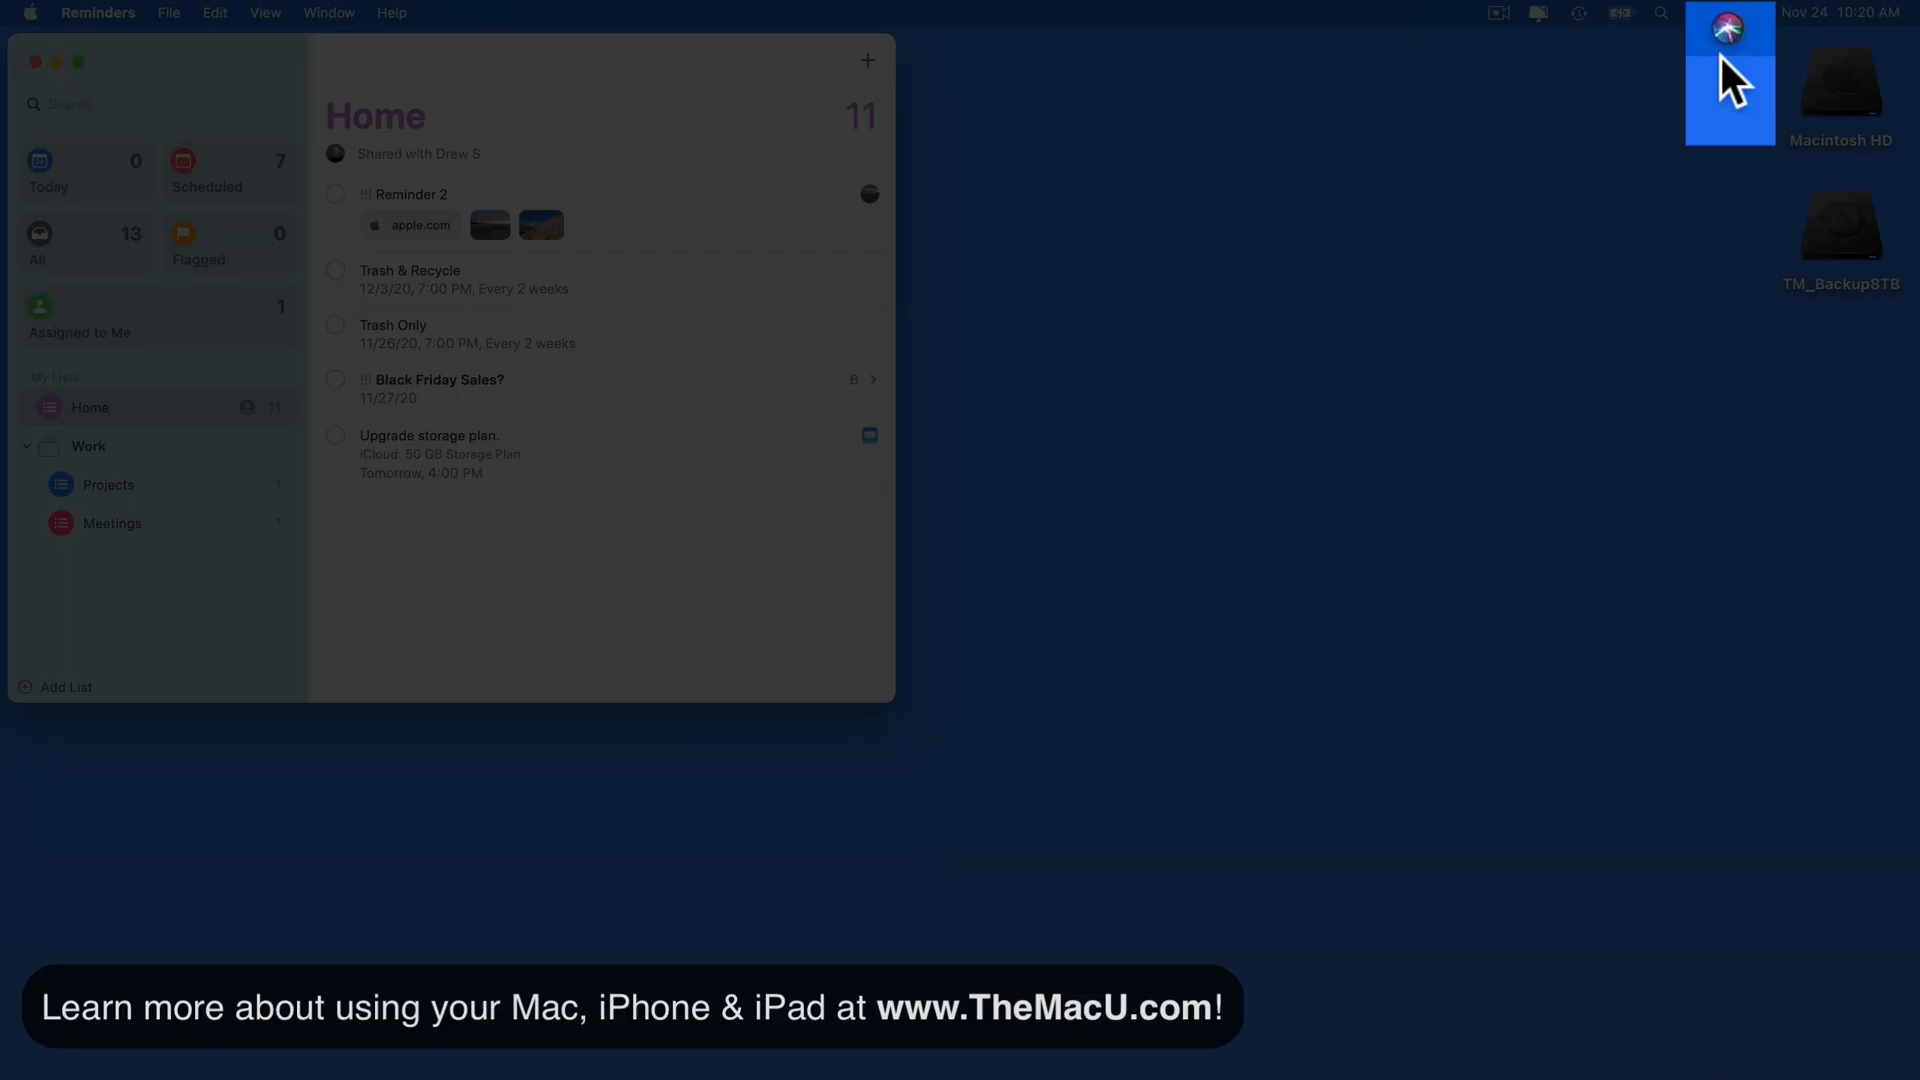 Reminders File Edit View Window Help
Nov 24 10:20 AM
Search
0
Today
7
Scheduled
13
All
0
Flagged
1
Assigned to Me
My Lists
Home 11
Work
Projects 1
Meetings 1
Add List
Home 11
Shared with Drew S
!!! Reminder 2
apple.com
Trash & Recycle
12/3/20, 7:00 PM, Every 2 weeks
Trash Only
11/26/20, 7:00 PM, Every 2 weeks
!!! Black Friday Sales? 6
11/27/20
Upgrade storage plan.
iCloud: 50 GB Storage Plan
Tomorrow, 4:00 PM
Macintosh HD
TM_Backup8TB
Learn more about using your Mac, iPhone & iPad at www.TheMacU.com!